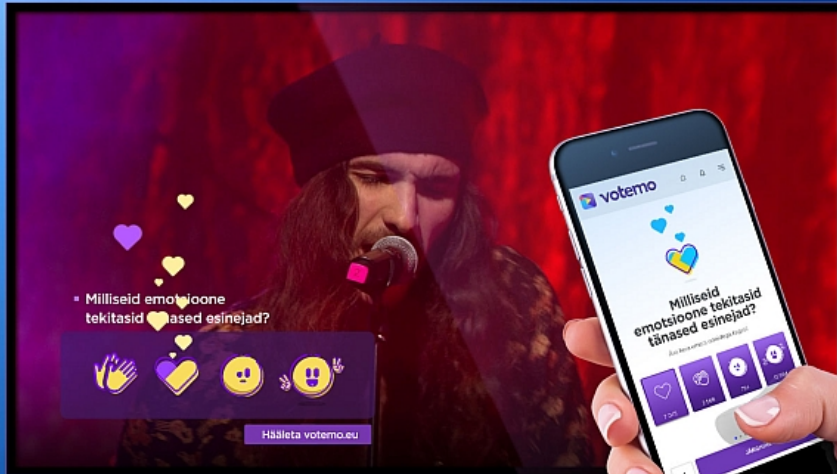 Milliseid emotsioone
tekitasid tänased esinejad?
Hääleta votemo.eu
votemo
Milliseid
emotsioone tekitasid
tänased esinejad?